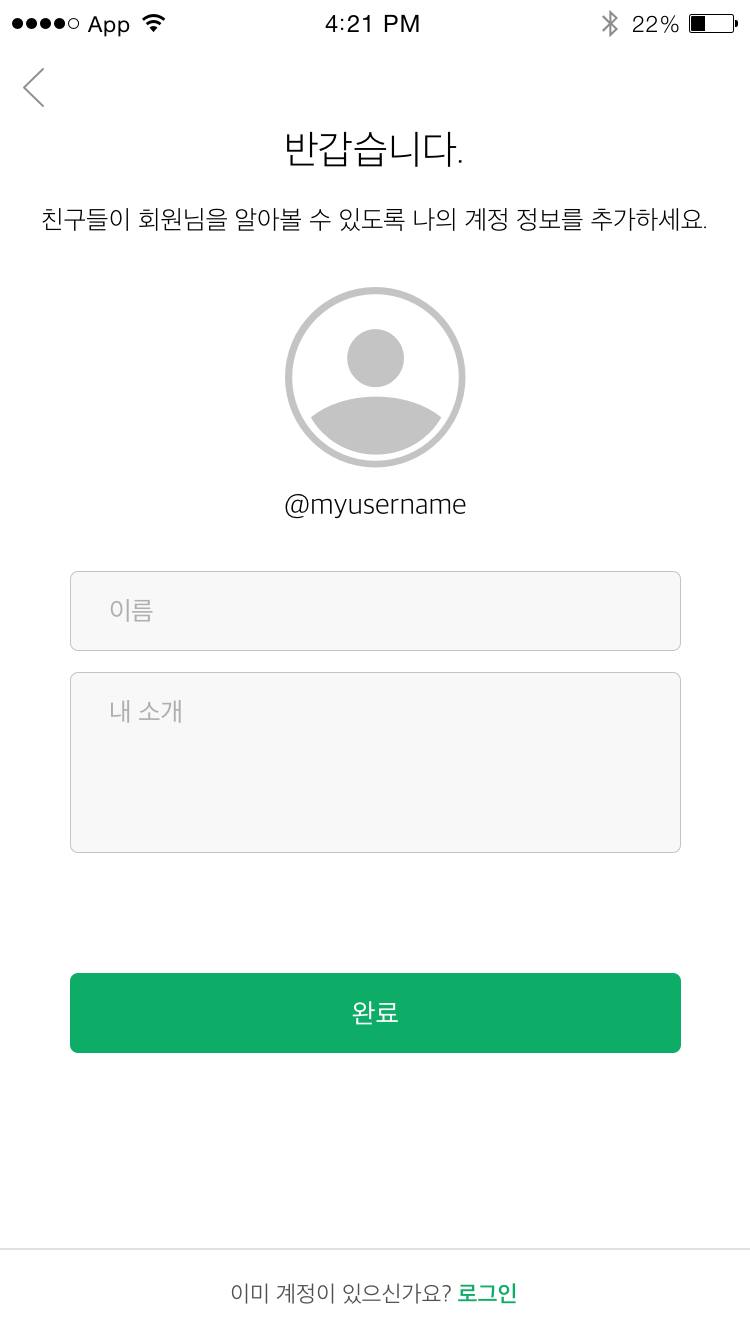 App 4:21 PM 22%
반갑습니다.
친구들이 회원님을 알아볼 수 있도록 나의 계정 정보를 추가하세요.
@myusername
이름
내 소개
완료
이미 계정이 있으신가요? 로그인